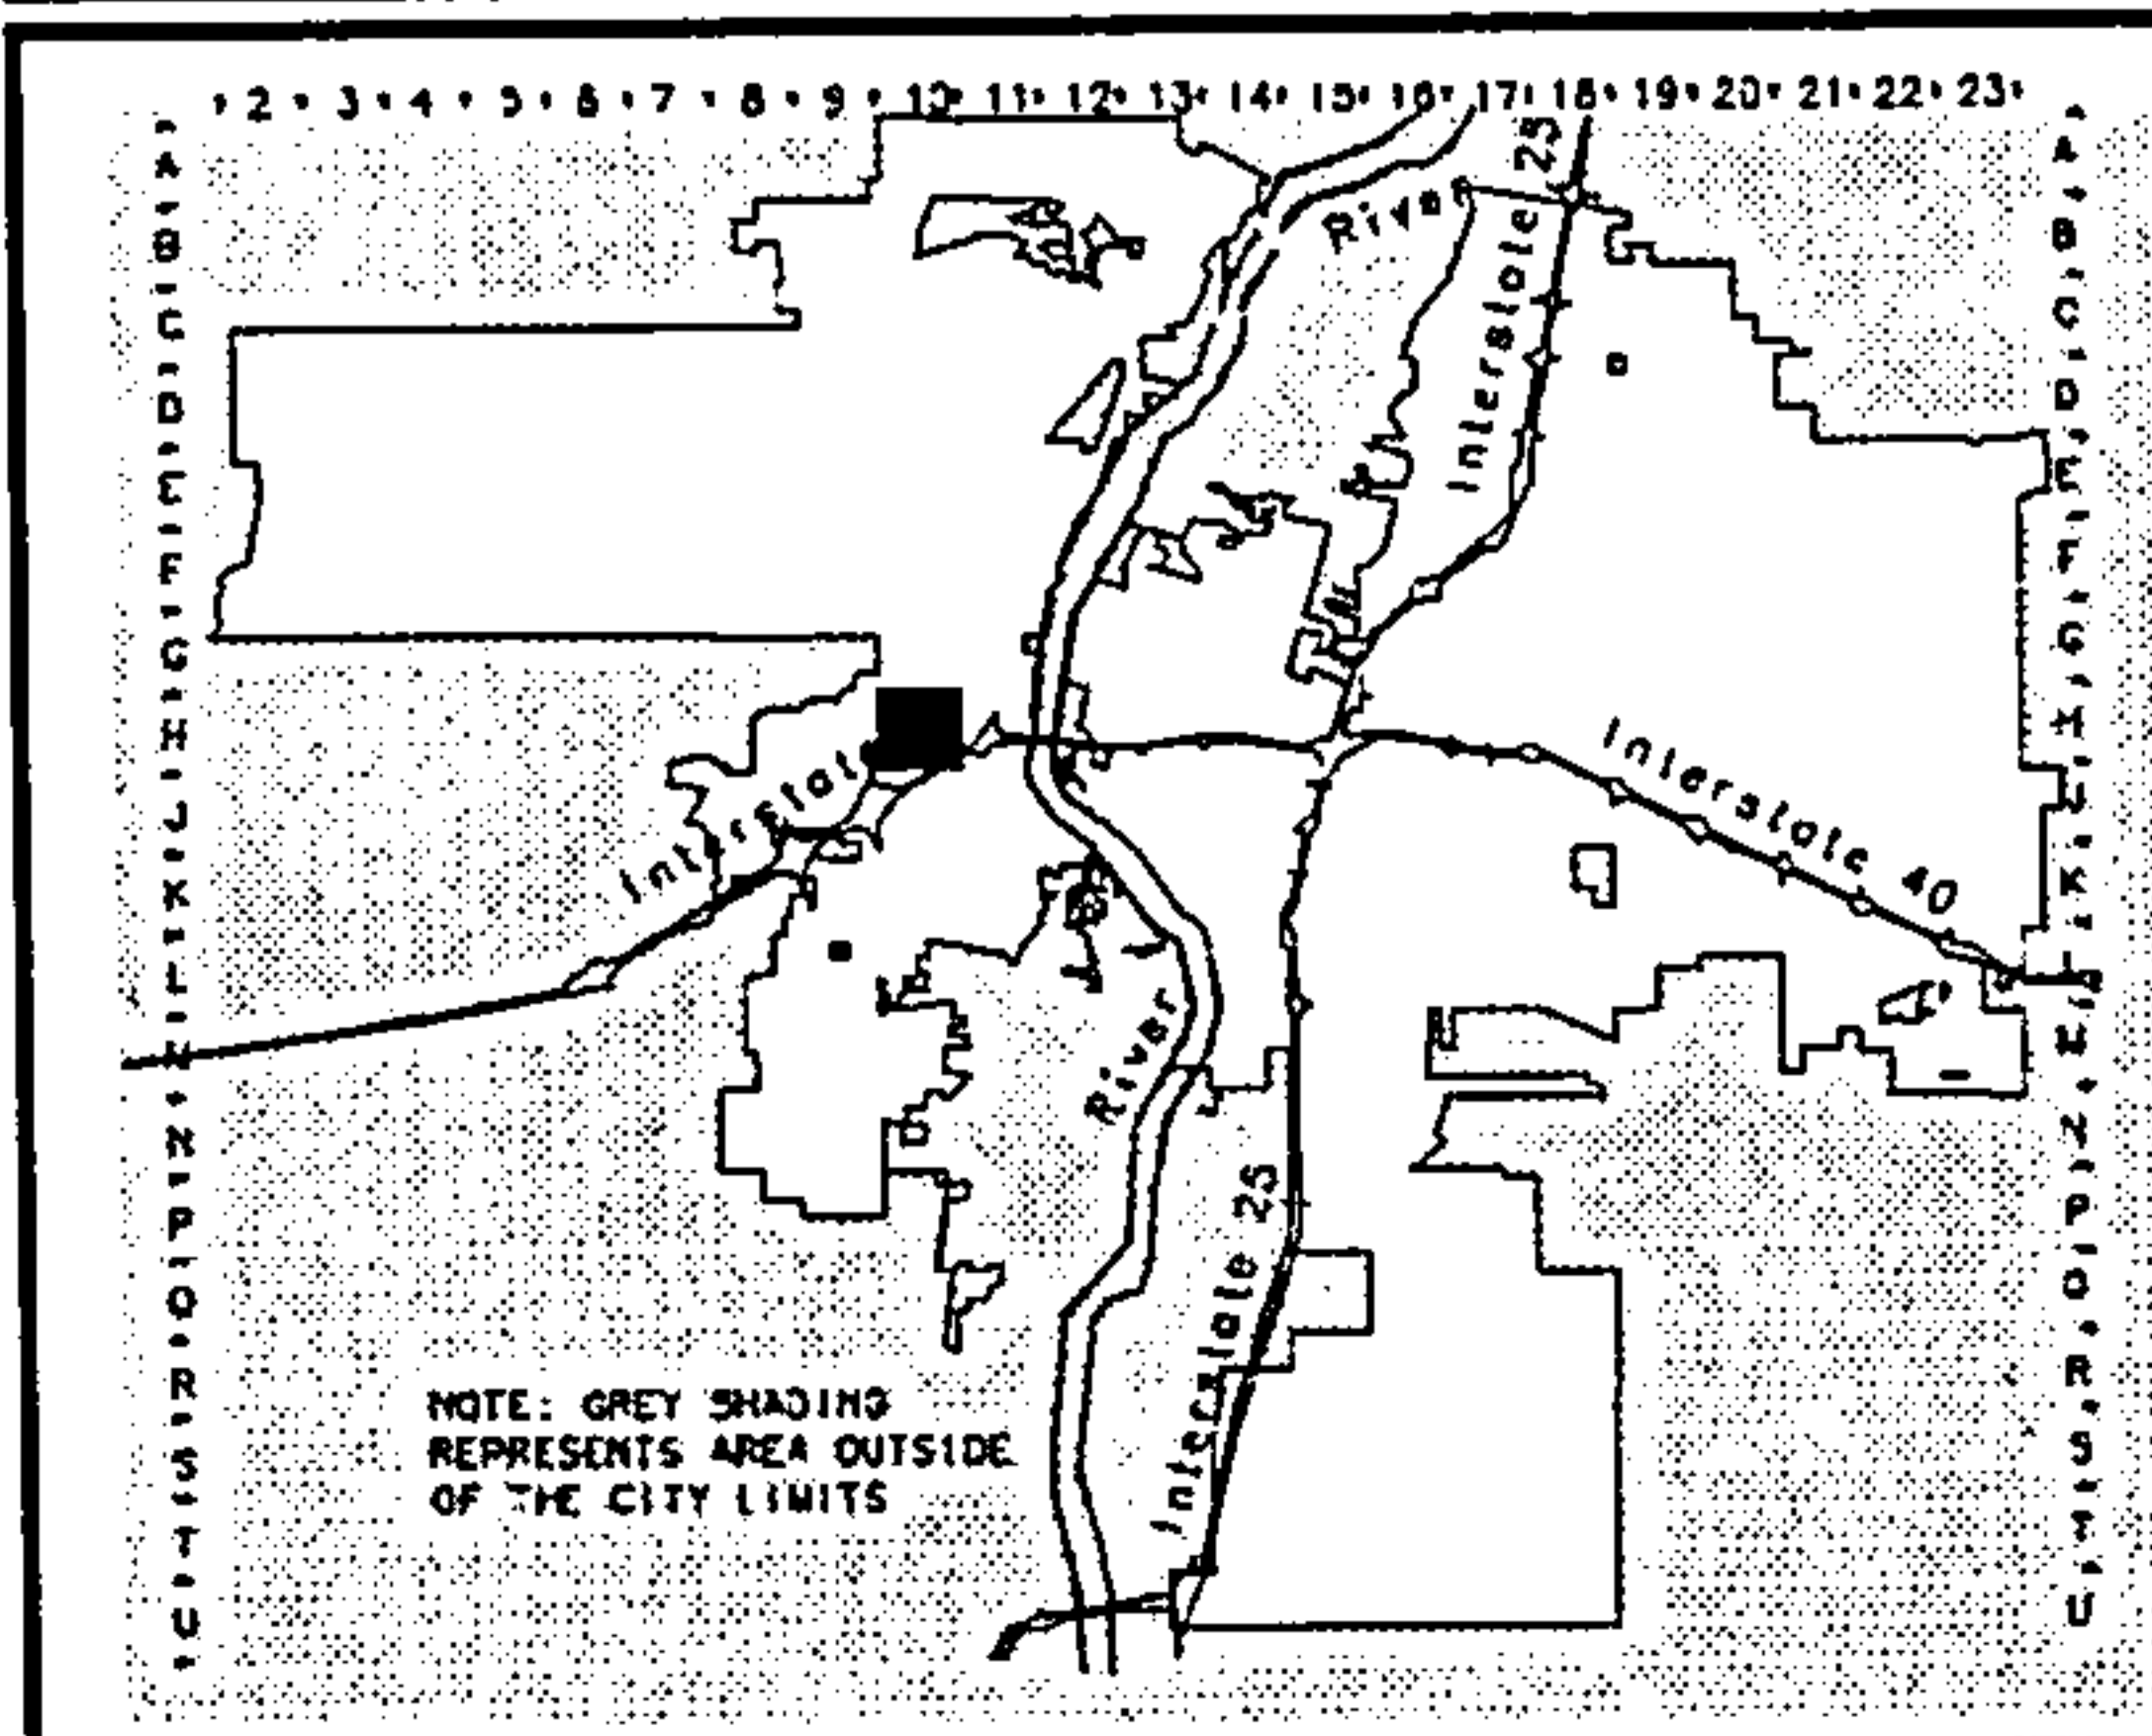 · 2 · 3 · 4 · 5 · 6 · 7 · 8 · 9 · 10 · 11 · 12 · 13 · 14 · 15 · 16 · 17 · 18 · 19 · 20 · 21 · 22 · 23 ·
A A
B B
C C
D D
E E
F F
G G
H H
J J
K K
L L
M M
N N
P P
Q Q
R R
S S
T T
U U
River
Interstate 25
Interstate 40
Interstate
River
Interstate 25
NOTE: GREY SHADING
REPRESENTS AREA OUTSIDE
OF THE CITY LIMITS